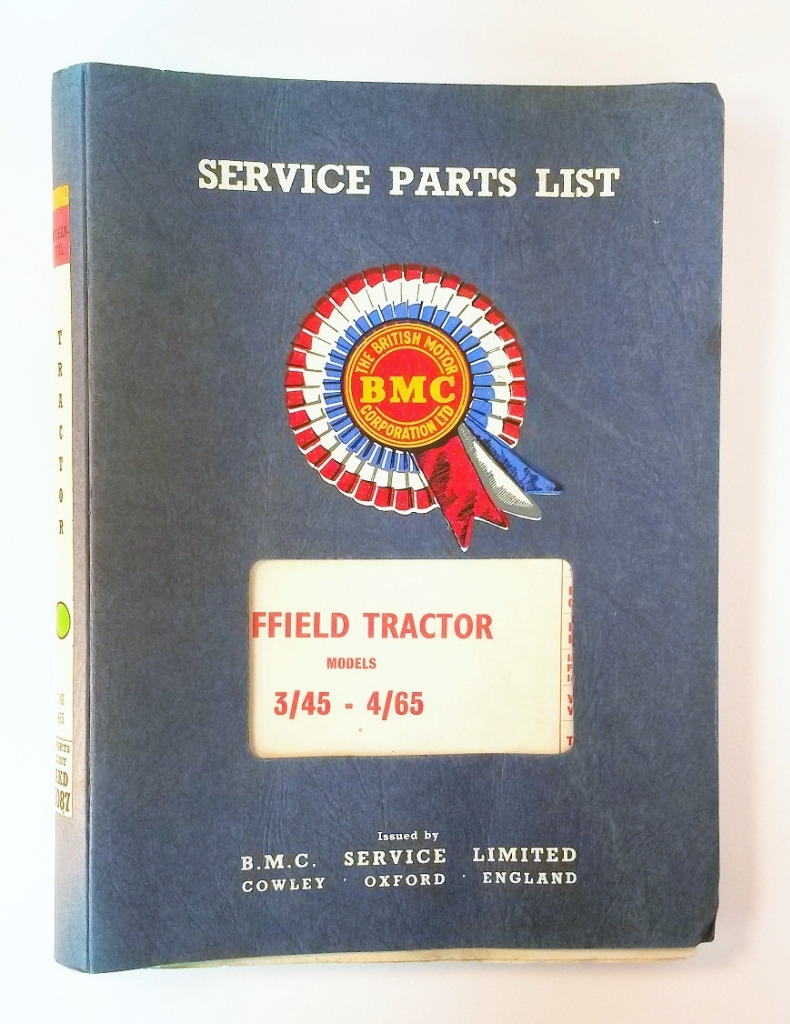 SERVICE PARTS LIST
THE BRITISH MOTOR
BMC
CORPORATION LTD
FFIELD TRACTOR
MODELS
3/45 - 4/65
Issued by
B.M.C. SERVICE LIMITED
COWLEY · OXFORD · ENGLAND
TRACTOR